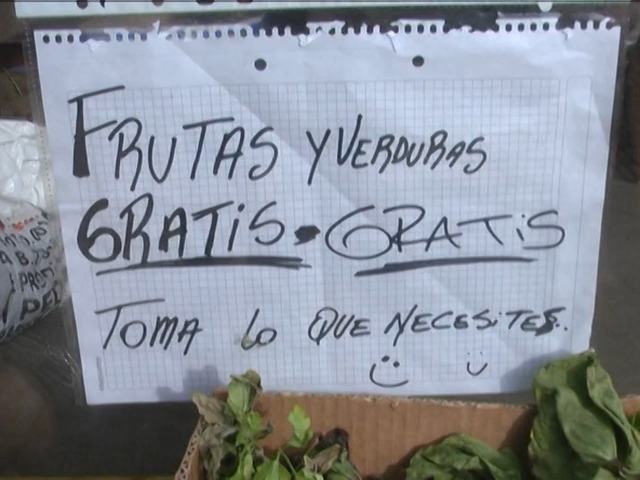 FRUTAS Y VERDURAS
GRATIS. GRATIS
TOMA LO QUE NECESITES..